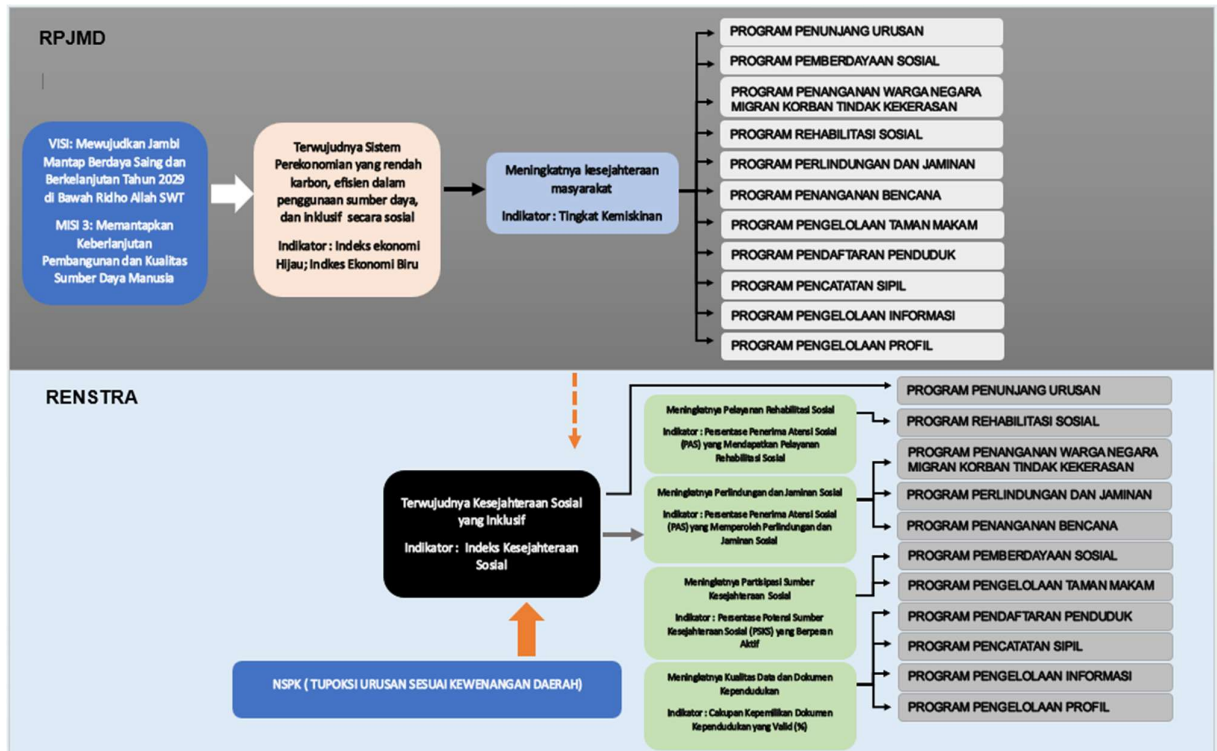 RPJMD
VISI: Mewujudkan Jambi
Mantap Berdaya Saing dan
Berkelanjutan Tahun 2029
di Bawah Ridho Allah SWT
MISI 3: Memantapkan
Keberlanjutan
Pembangunan dan Kualitas
Sumber Daya Manusia
Terwujudnya Sistem
Perekonomian yang rendah
karbon, efisien dalam
penggunaan sumber daya,
dan inklusif secara sosial
Indikator : Indeks ekonomi
Hijau; Indkes Ekonomi Biru
Meningkatnya kesejahteraan
masyarakat
Indikator : Tingkat Kemiskinan
PROGRAM PENUNJANG URUSAN
PROGRAM PEMBERDAYAAN SOSIAL
PROGRAM PENANGANAN WARGA NEGARA
MIGRAN KORBAN TINDAK KEKERASAN
PROGRAM REHABILITASI SOSIAL
PROGRAM PERLINDUNGAN DAN JAMINAN
PROGRAM PENANGANAN BENCANA
PROGRAM PENGELOLAAN TAMAN MAKAM
PROGRAM PENDAFTARAN PENDUDUK
PROGRAM PENCATATAN SIPIL
PROGRAM PENGELOLAAN INFORMASI
PROGRAM PENGELOLAAN PROFIL
RENSTRA
Terwujudnya Kesejahteraan Sosial
yang Inklusif
Indikator : Indeks Kesejahteraan
Sosial
NSPK ( TUPOKSI URUSAN SESUAI KEWENANGAN DAERAH)
Meningkatnya Pelayanan Rehabilitasi Sosial
Indikator : Persentase Penerima Atensi Sosial
(PAS) yang Mendapatkan Pelayanan
Rehabilitasi Sosial
Meningkatnya Perlindungan dan Jaminan Sosial
Indikator : Persentase Penerima Atensi Sosial
(PAS) yang Memperoleh Perlindungan dan
Jaminan Sosial
Meningkatnya Partisipasi Sumber
Kesejahteraan Sosial
Indikator : Persentase Potensi Sumber
Kesejahteraan Sosial (PSKS) yang Berperan
Aktif
Meningkatnya Kualitas Data dan Dokumen
Kependudukan
Indikator : Cakupan Kepemilikan Dokumen
Kependudukan yang Valid (%)
PROGRAM PENUNJANG URUSAN
PROGRAM REHABILITASI SOSIAL
PROGRAM PENANGANAN WARGA NEGARA
MIGRAN KORBAN TINDAK KEKERASAN
PROGRAM PERLINDUNGAN DAN JAMINAN
PROGRAM PENANGANAN BENCANA
PROGRAM PEMBERDAYAAN SOSIAL
PROGRAM PENGELOLAAN TAMAN MAKAM
PROGRAM PENDAFTARAN PENDUDUK
PROGRAM PENCATATAN SIPIL
PROGRAM PENGELOLAAN INFORMASI
PROGRAM PENGELOLAAN PROFIL